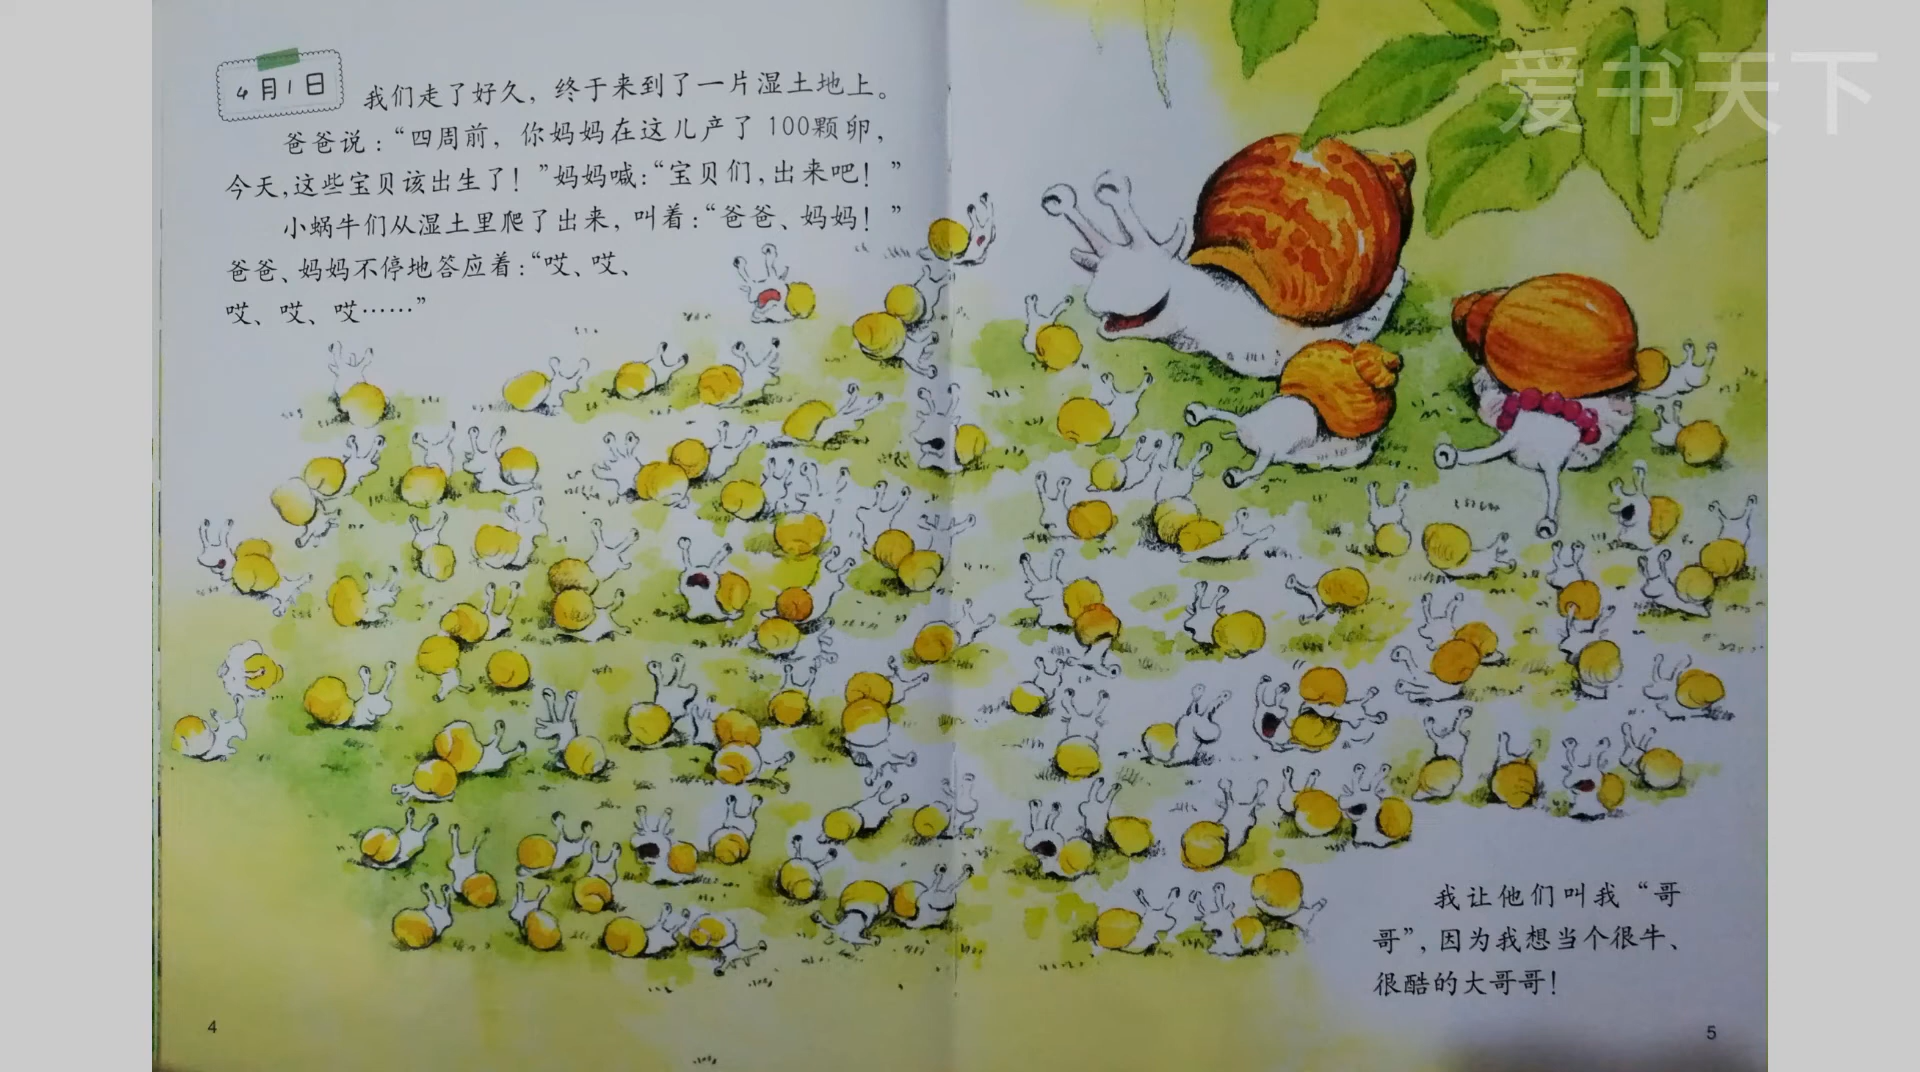 4月1日
我们走了好久，终于来到了一片湿土地上。
爸爸说：“四周前，你妈妈在这儿产了 100颗卵，
今天，这些宝贝该出生了！”妈妈喊：“宝贝们，出来吧！”
小蜗牛们从湿土里爬了出来，叫着：“爸爸、妈妈！”
爸爸、妈妈不停地答应着：“哎、哎、
哎、哎、哎……”
我让他们叫我“哥
哥”，因为我想当个很牛、
很酷的大哥哥！
4
5
爱书天下